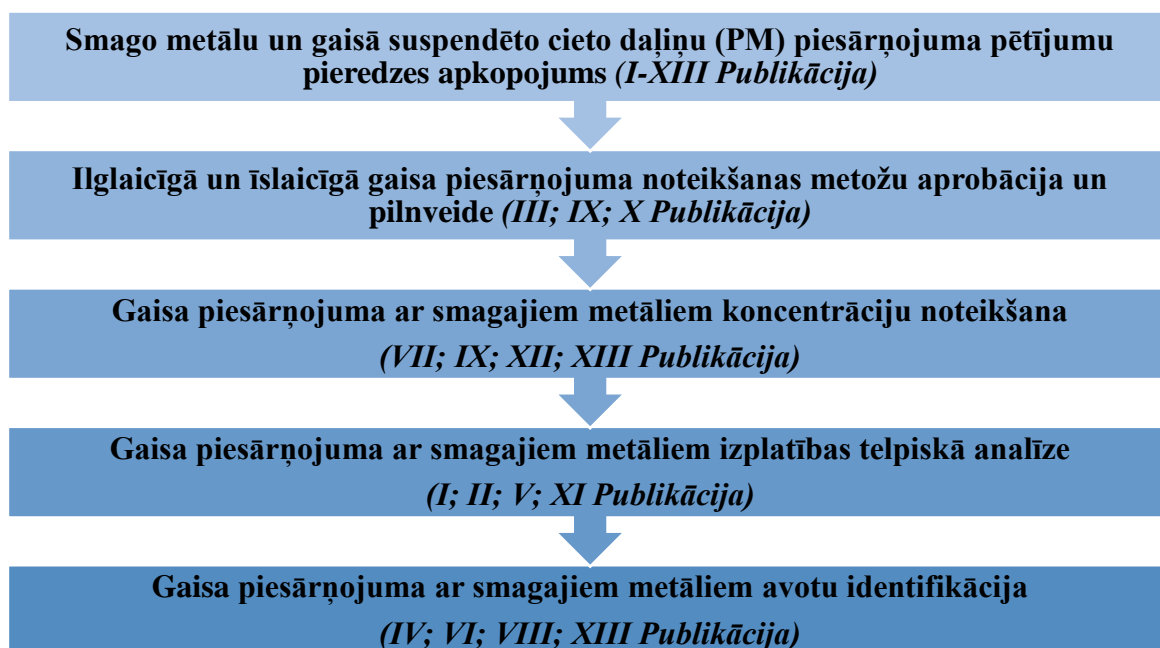 Smago metālu un gaisā suspendēto cieto daļiņu (PM) piesārņojuma pētījumu
pieredzes apkopojums (I-XIII Publikācija)
Ilglaicīgā un īslaicīgā gaisa piesārņojuma noteikšanas metožu aprobācija un
pilnveide (III; IX; X Publikācija)
Gaisa piesārņojuma ar smagajiem metāliem koncentrāciju noteikšana
(VII; IX; XII; XIII Publikācija)
Gaisa piesārņojuma ar smagajiem metāliem izplatības telpiskā analīze
(I; II; V; XI Publikācija)
Gaisa piesārņojuma ar smagajiem metāliem avotu identifikācija
(IV; VI; VIII; XIII Publikācija)